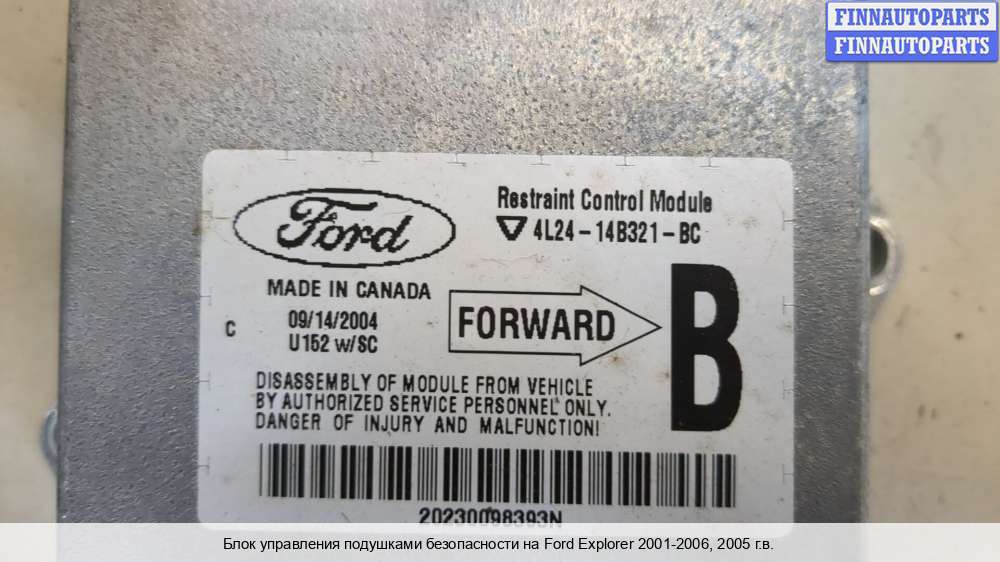 FINNAUTOPARTS
FINNAUTOPARTS
Ford
Restraint Control Module
4L24-14B321-BC
MADE IN CANADA
09/14/2004
C
U152 w/SC
FORWARD
B
DISASSEMBLY OF MODULE FROM VEHICLE
BY AUTHORIZED SERVICE PERSONNEL ONLY.
DANGER OF INJURY AND MALFUNCTION!
20230098393N
Блок управления подушками безопасности на Ford Explorer 2001-2006, 2005 г.в.